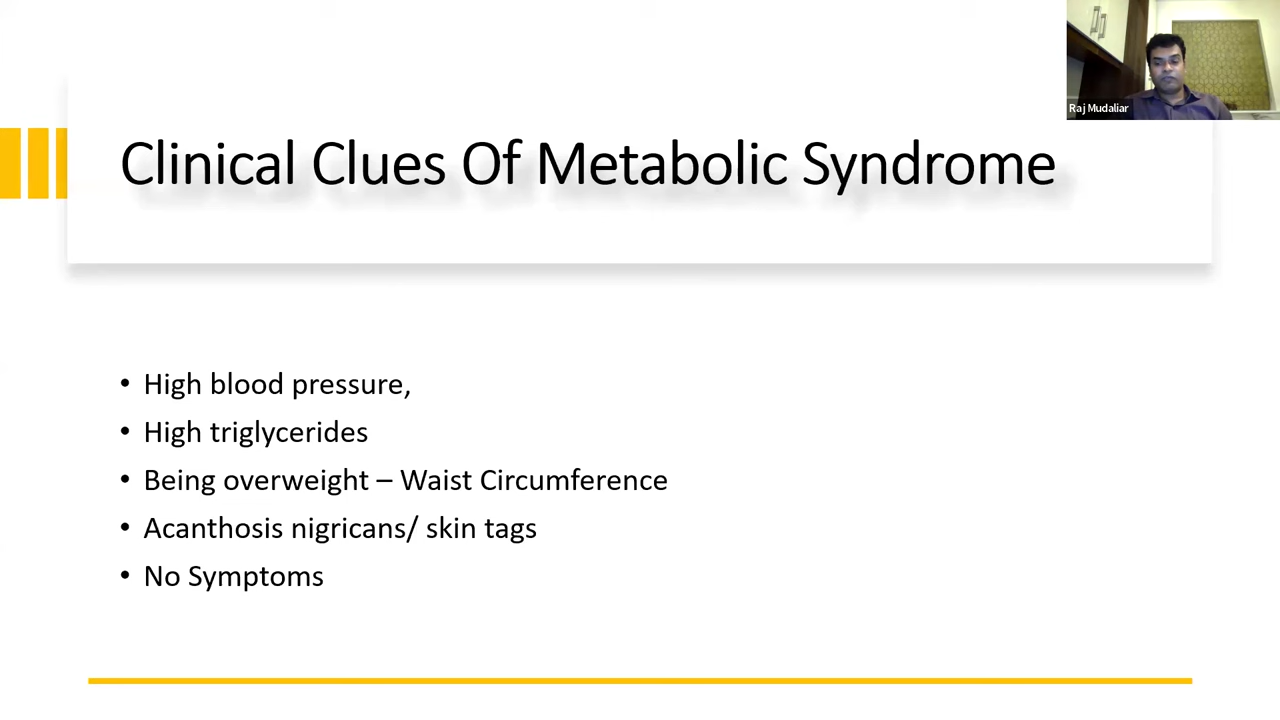 Raj Mudaliar
Clinical Clues Of Metabolic Syndrome
• High blood pressure,
• High triglycerides
• Being overweight – Waist Circumference
• Acanthosis nigricans/ skin tags
• No Symptoms